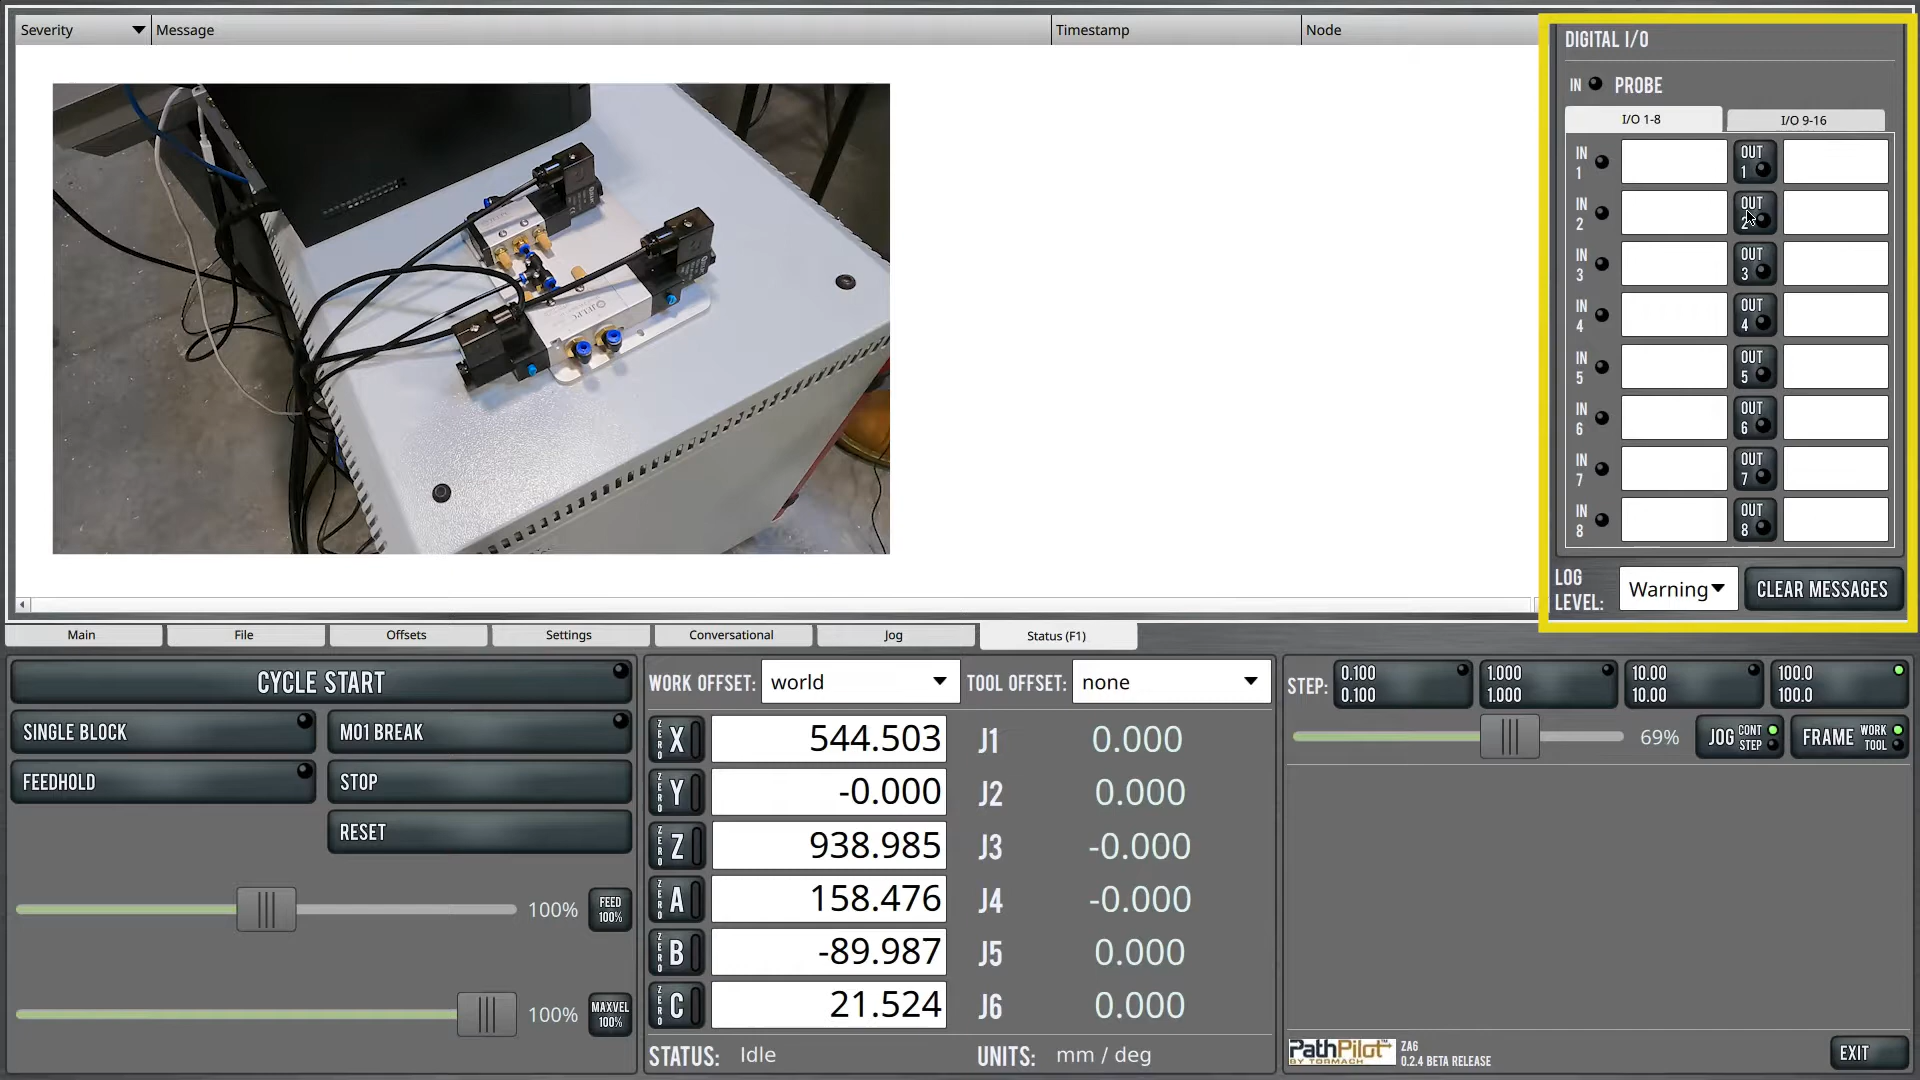 Severity
Message
Timestamp
Node
DIGITAL I/O
IN PROBE
I/O 1-8
I/O 9-16
IN 1 OUT 1
IN 2 OUT 2
IN 3 OUT 3
IN 4 OUT 4
IN 5 OUT 5
IN 6 OUT 6
IN 7 OUT 7
IN 8 OUT 8
LOG LEVEL: Warning CLEAR MESSAGES
Main
File
Offsets
Settings
Conversational
Jog
Status (F1)
CYCLE START
SINGLE BLOCK
M01 BREAK
FEEDHOLD
STOP
RESET
100% FEED 100%
100% MAXVEL 100%
WORK OFFSET: world TOOL OFFSET: none
ZERO X 544.503 J1 0.000
ZERO Y -0.000 J2 0.000
ZERO Z 938.985 J3 -0.000
ZERO A 158.476 J4 -0.000
ZERO B -89.987 J5 0.000
ZERO C 21.524 J6 0.000
STATUS: Idle UNITS: mm / deg
STEP: 0.100 1.000 10.00 100.0
0.100 1.000 10.00 100.0
69% JOG CONT STEP FRAME WORK TOOL
PathPilot BY TORMACH
ZA6
0.2.4 BETA RELEASE
EXIT